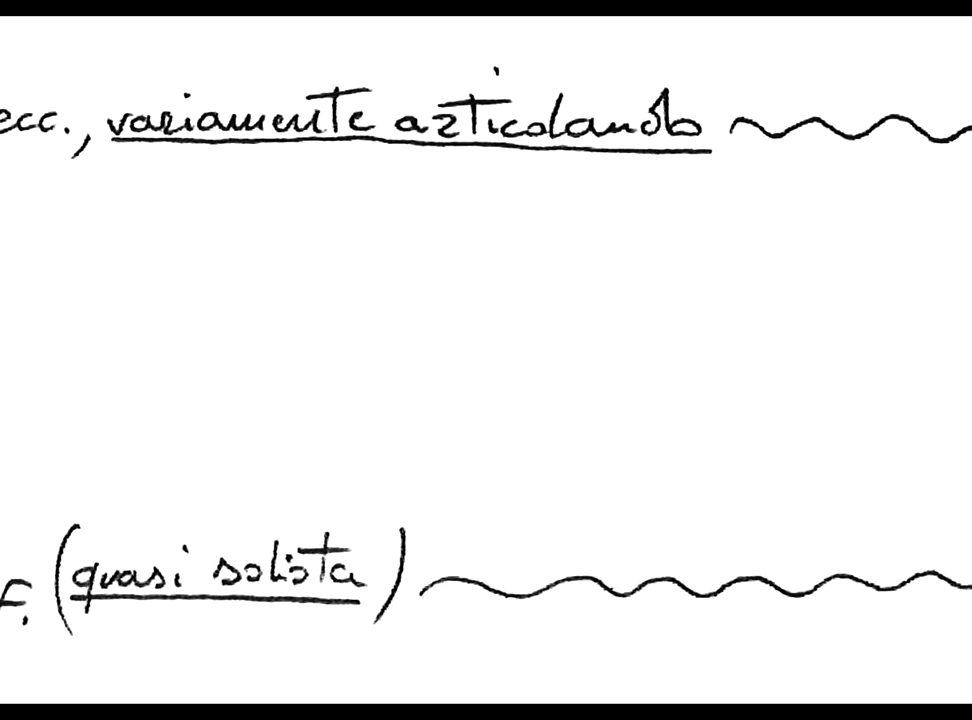 ecc., variamente articolando
f. (quasi solista)